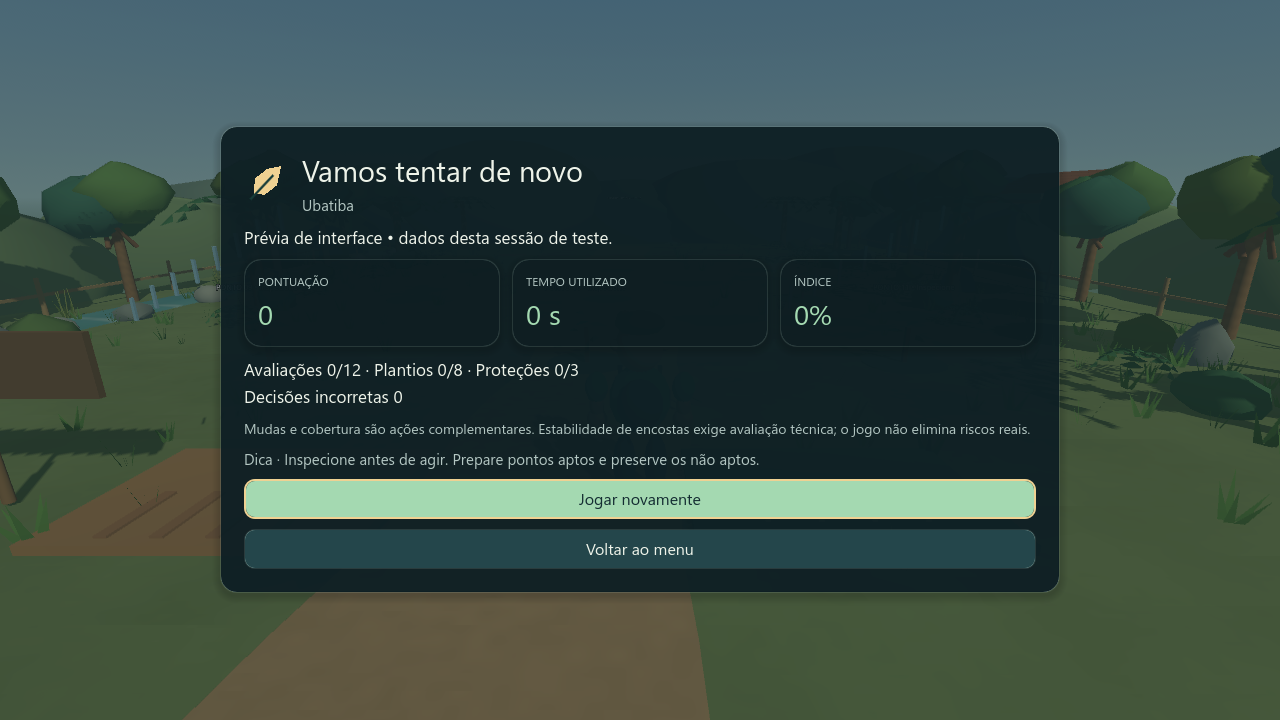 Vamos tentar de novo
Ubatiba
Prévia de interface • dados desta sessão de teste.
PONTUAÇÃO
0
TEMPO UTILIZADO
0 s
ÍNDICE
0%
Avaliações 0/12 · Plantios 0/8 · Proteções 0/3
Decisões incorretas 0
Mudas e cobertura são ações complementares. Estabilidade de encostas exige avaliação técnica; o jogo não elimina riscos reais.
Dica · Inspecione antes de agir. Prepare pontos aptos e preserve os não aptos.
Jogar novamente
Voltar ao menu